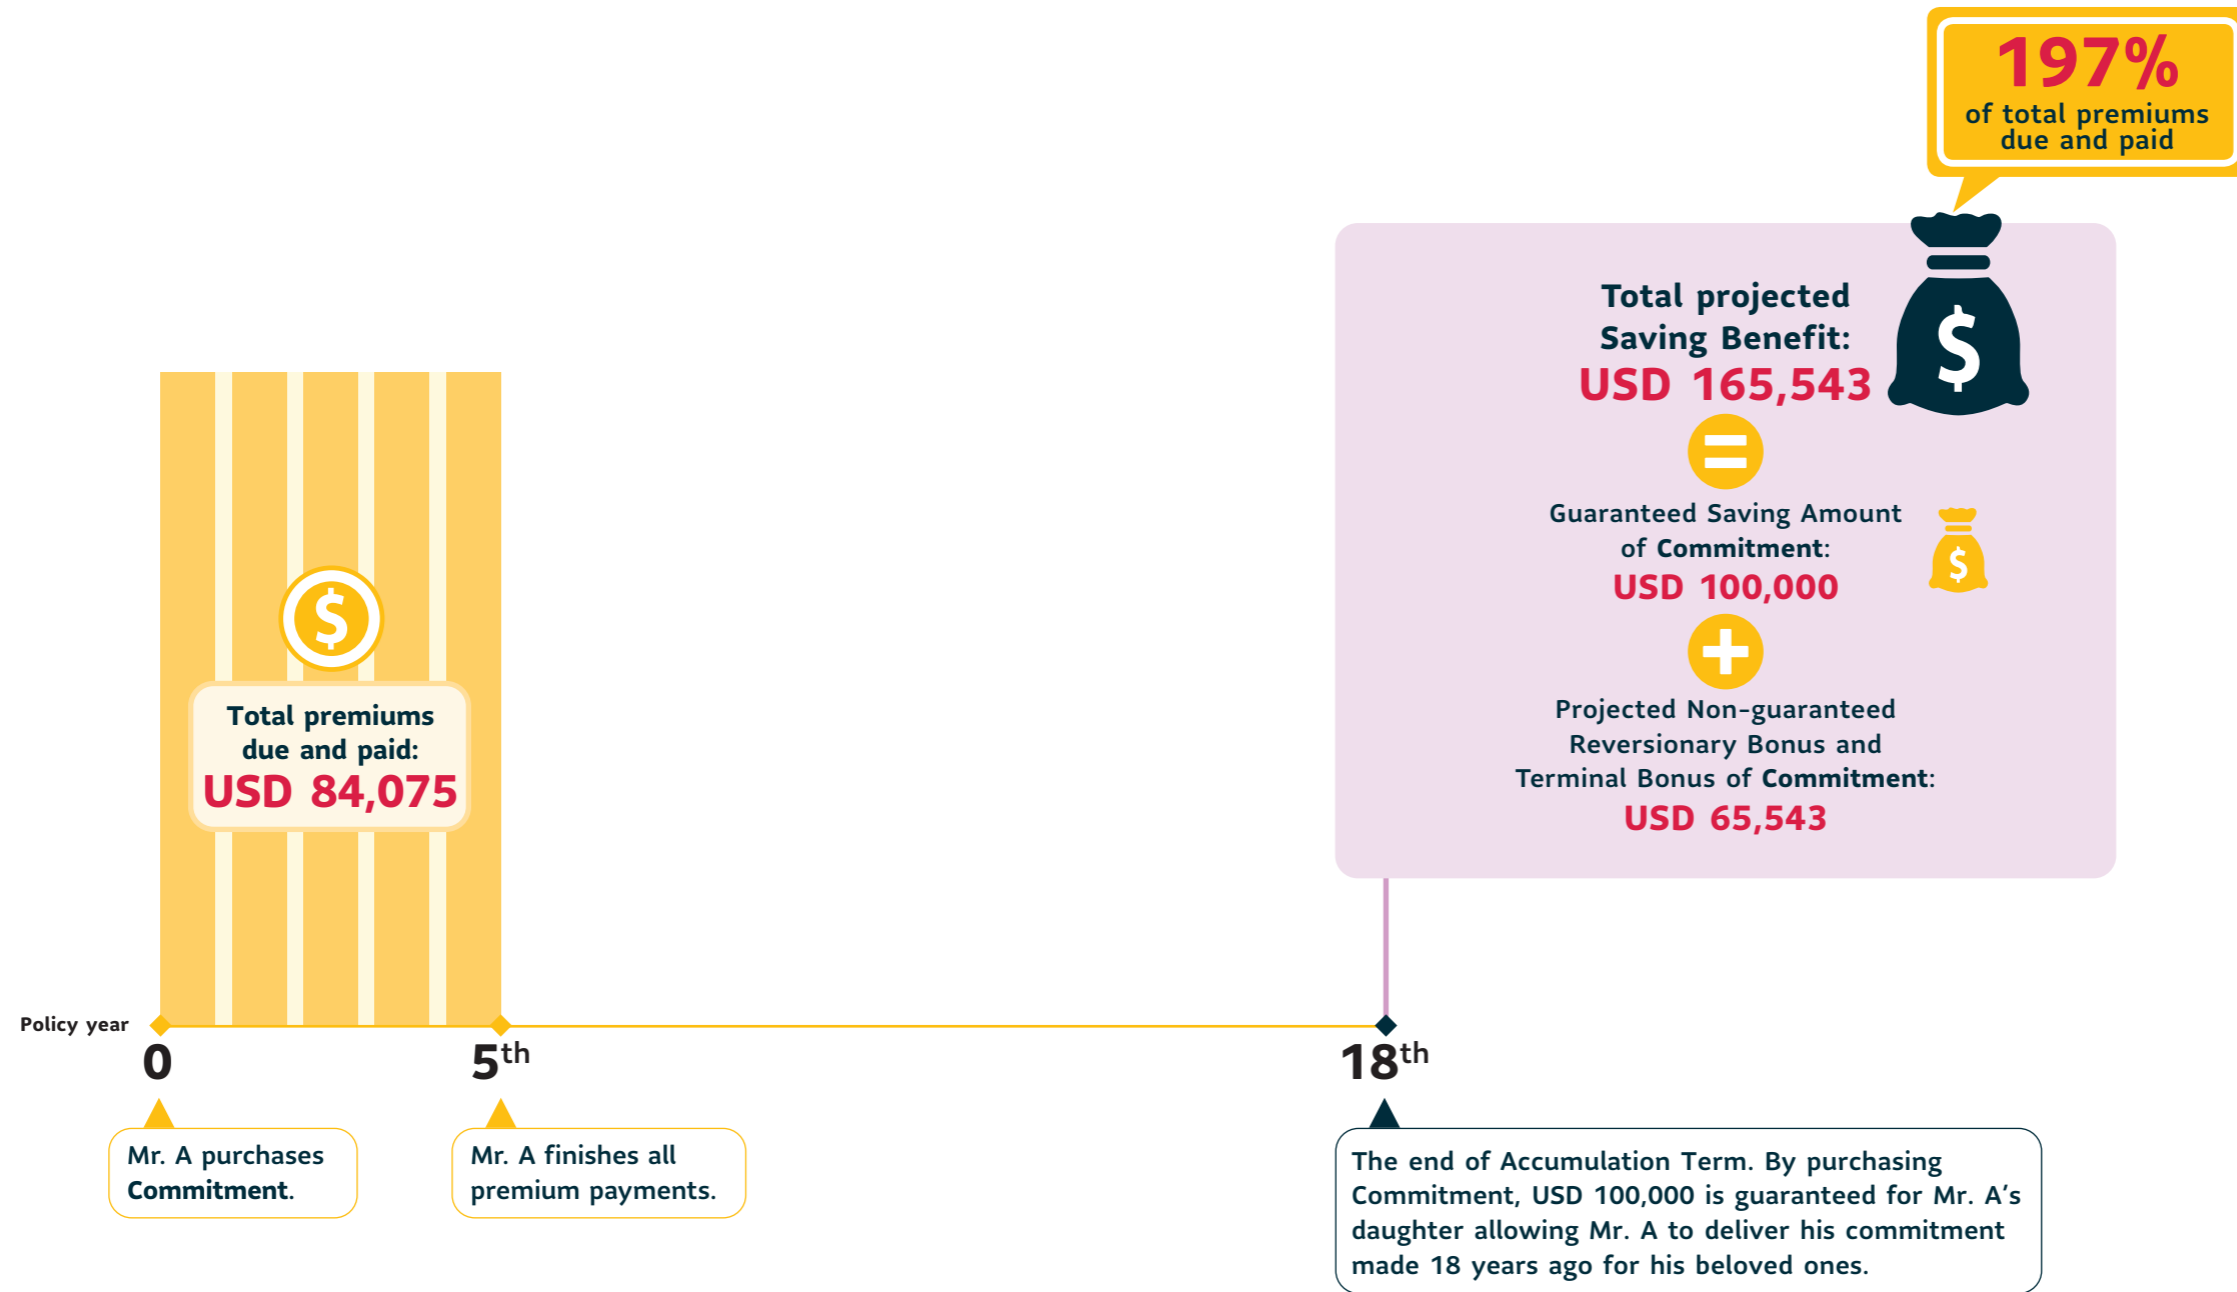 197%
of total premiums
due and paid
Total projected
Saving Benefit:
USD 165,543
$
=
Guaranteed Saving Amount
of Commitment:
USD 100,000
$
+
Projected Non-guaranteed
Reversionary Bonus and
Terminal Bonus of Commitment:
USD 65,543
$
Total premiums
due and paid:
USD 84,075
Policy year
0
5th
18th
Mr. A purchases
Commitment.
Mr. A finishes all
premium payments.
The end of Accumulation Term. By purchasing
Commitment, USD 100,000 is guaranteed for Mr. A’s
daughter allowing Mr. A to deliver his commitment
made 18 years ago for his beloved ones.